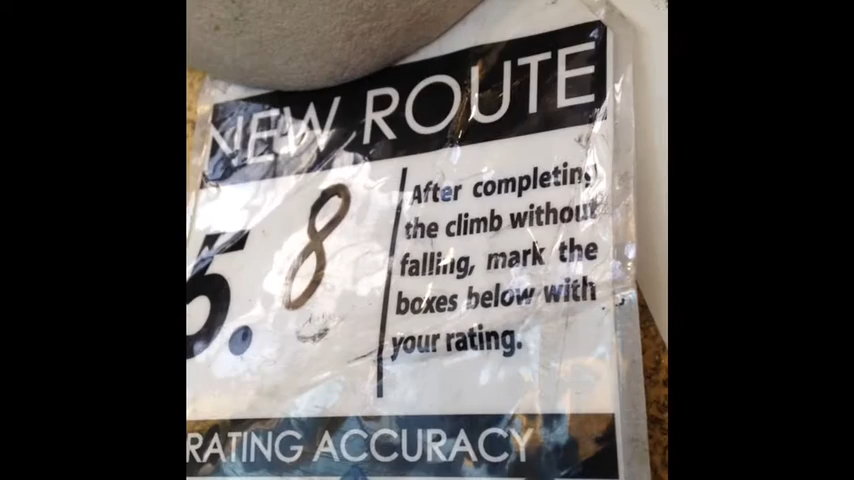 NEW ROUTE
5.8
After completing
the climb without
falling, mark the
boxes below with
your rating.
RATING ACCURACY